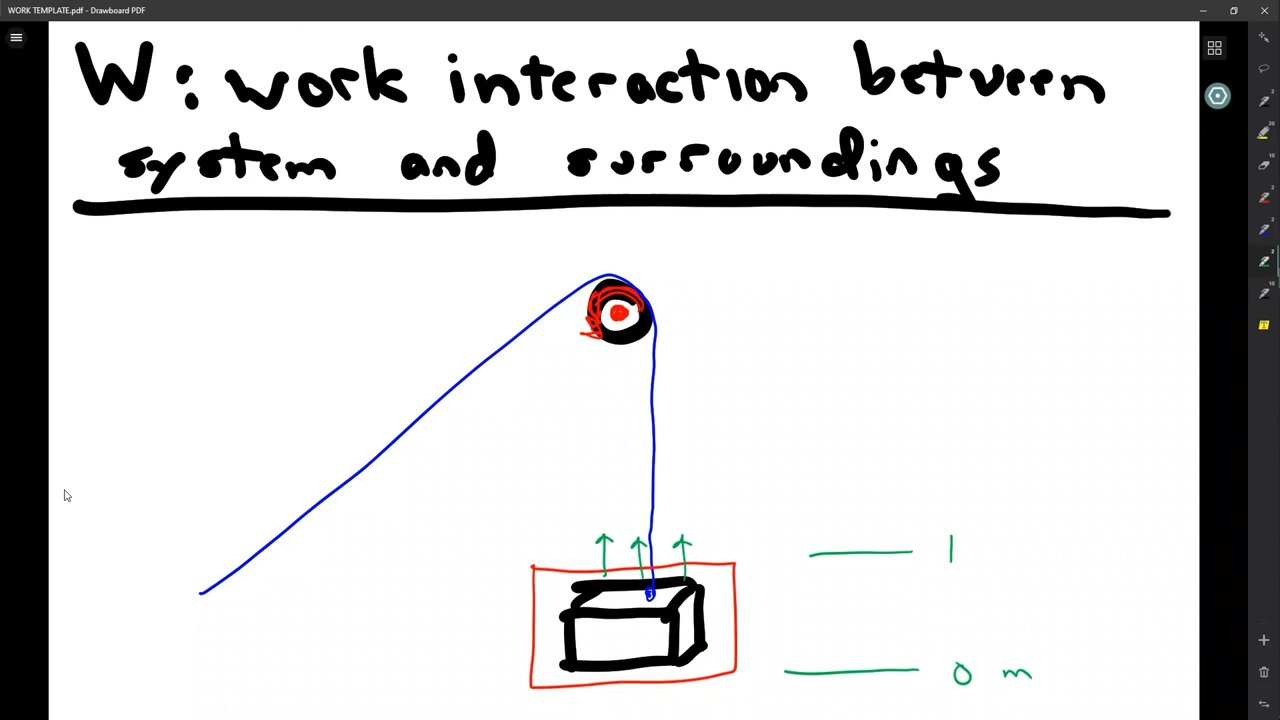 WORK TEMPLATE.pdf - Drawboard PDF
W: work interaction between
system and surroundings
1
0 m